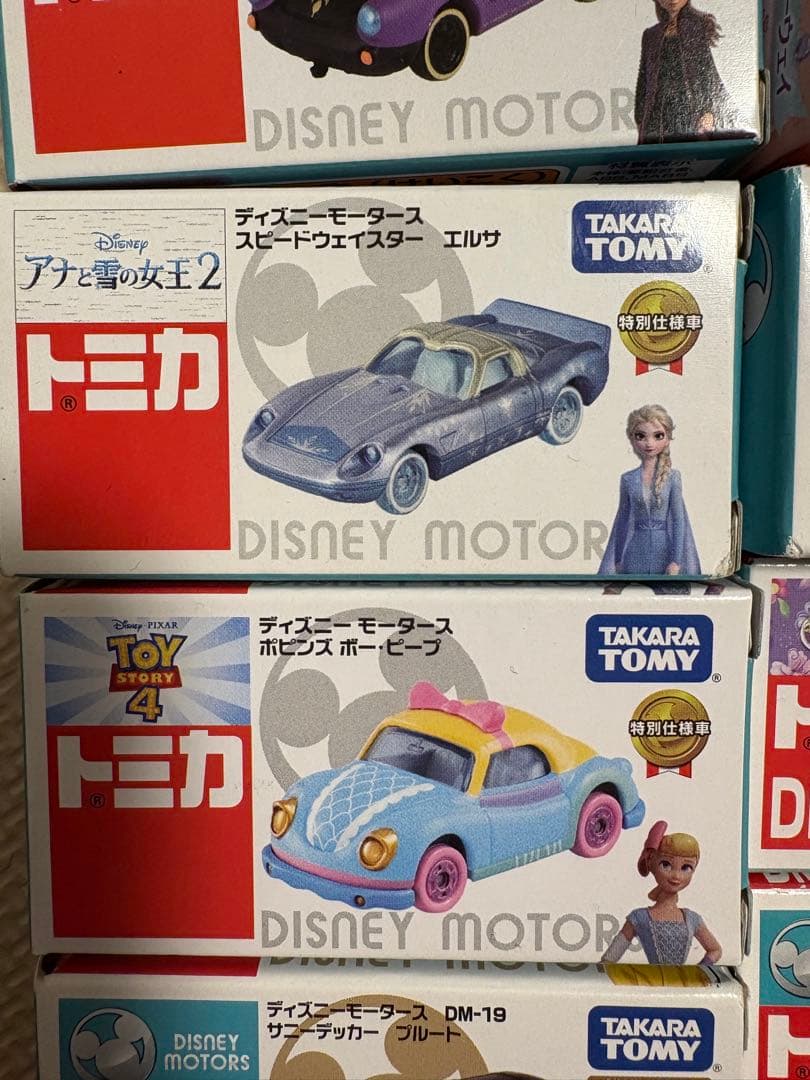 トミカ
DISNEY MOTORS
Disney
アナと雪の女王2
トミカ®
ディズニーモータース
スピードウェイスター エルサ
TAKARA
TOMY®
特別仕様車
DISNEY MOTOR
Disney・PIXAR
TOY
STORY
4
トミカ®
ディズニー モータース
ポピンズ ボー・ピープ
TAKARA
TOMY®
特別仕様車
DISNEY MOTORS
DISNEY
MOTORS
ディズニーモータース DM-19
サニーデッカー プルート
TAKARA
TOMY®